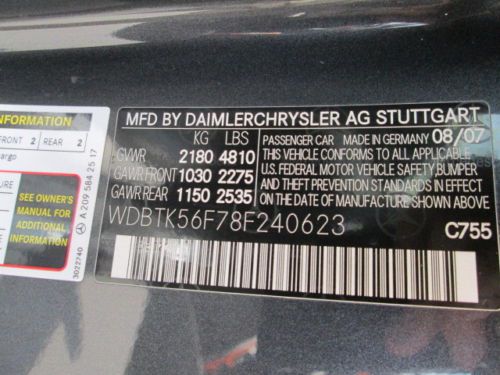 INFORMATION
FRONT 2 REAR 2
argo
SEE OWNER'S
MANUAL FOR
ADDITIONAL
INFORMATION
A 209 584 25 17
3022740
MFD BY DAIMLERCHRYSLER AG STUTTGART
KG LBS
GVWR 2180 4810
GAWR FRONT 1030 2275
GAWR REAR 1150 2535
PASSENGER CAR MADE IN GERMANY 08/07
THIS VEHICLE CONFORMS TO ALL APPLICABLE
U.S. FEDERAL MOTOR VEHICLE SAFETY, BUMPER
AND THEFT PREVENTION STANDARDS IN EFFECT
ON THE DATE OF MANUFACTURE SHOWN ABOVE
WDBTK56F78F240623
C755